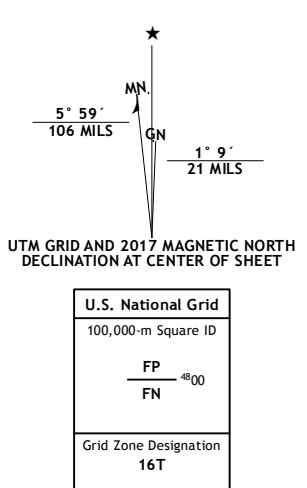 ★
MN.
5° 59´
106 MILS
GN
1° 9´
21 MILS
UTM GRID AND 2017 MAGNETIC NORTH
DECLINATION AT CENTER OF SHEET
U.S. National Grid
100,000-m Square ID
FP
4800
FN
Grid Zone Designation
16T